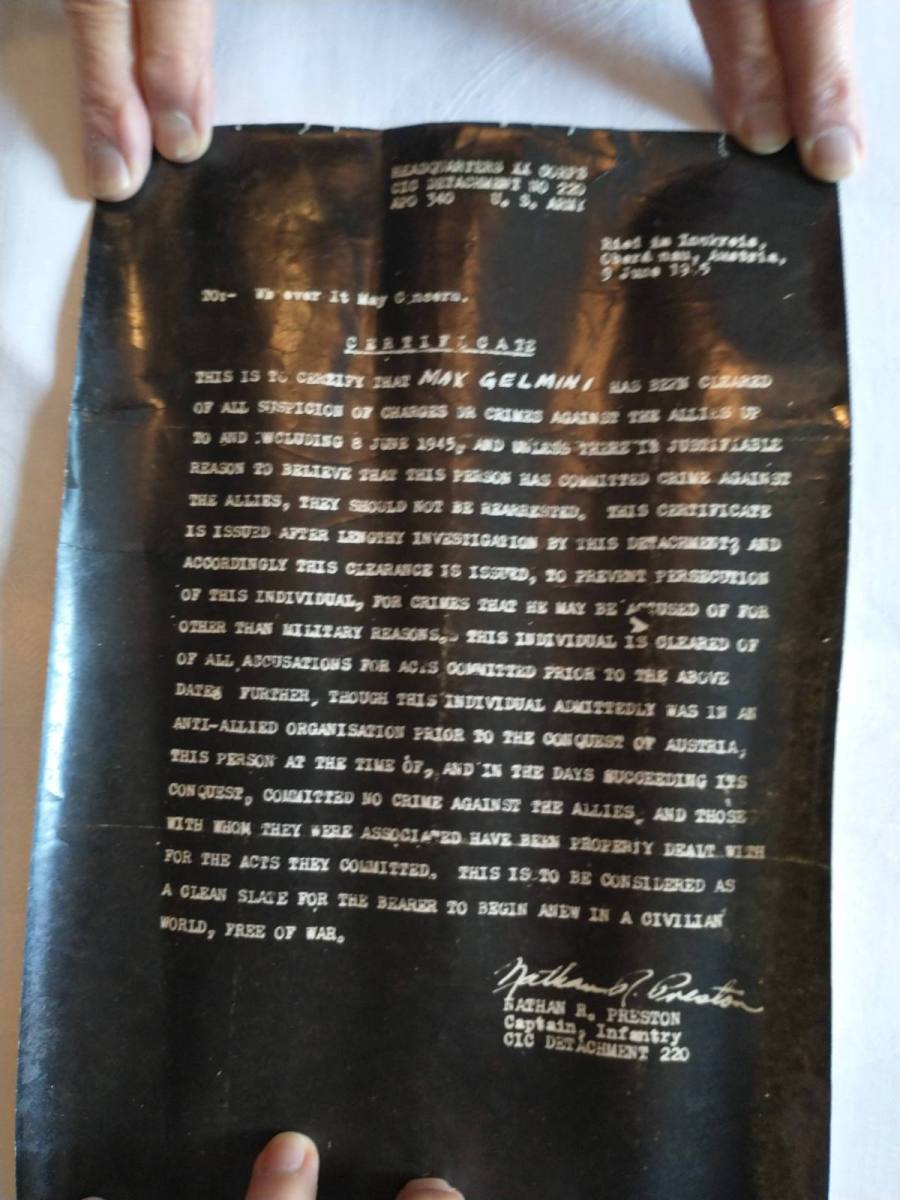 HEADQUARTERS XX CORPS
CIC DETACHMENT NO 220
APO 340 U. S. ARMY
Ried im Innkreis,
Austria,
9 June
TO:- Wh ever It May C ncern.
CERTIFICATE
THIS IS TO CERTIFY THAT MAX GELMINI HAS BEEN CLEARED
OF ALL SUSPICION OF CHARGES OR CRIMES AGAINST THE ALLIES UP
TO AND INCLUDING 8 JUNE 1945, AND UNLESS THERE IS JUSTIFIABLE
REASON TO BELIEVE THAT THIS PERSON HAS COMMITTED CRIME AGAINST
THE ALLIES, THEY SHOULD NOT BE REARRESTED. THIS CERTIFICATE
IS ISSUED AFTER LENGTHY INVESTIGATION BY THIS DETACHMENT; AND
ACCORDINGLY THIS CLEARANCE IS ISSUED, TO PREVENT PERSECUTION
OF THIS INDIVIDUAL, FOR CRIMES THAT HE MAY BE ACCUSED OF FOR
OTHER THAN MILITARY REASONS. THIS INDIVIDUAL IS CLEARED OF
OF ALL ACCUSATIONS FOR ACTS COMMITTED PRIOR TO THE ABOVE
DATE. FURTHER, THOUGH THIS INDIVIDUAL ADMITTEDLY WAS IN AN
ANTI-ALLIED ORGANISATION PRIOR TO THE CONQUEST OF AUSTRIA,
THIS PERSON AT THE TIME OF, AND IN THE DAYS SUCCEEDING ITS
CONQUEST, COMMITTED NO CRIME AGAINST THE ALLIES, AND THOSE
WITH WHOM THEY WERE ASSOCIATED HAVE BEEN PROPERLY DEALT WITH
FOR THE ACTS THEY COMMITTED. THIS IS TO BE CONSIDERED AS
A CLEAN SLATE FOR THE BEARER TO BEGIN ANEW IN A CIVILIAN
WORLD, FREE OF WAR.
Nathan R. Preston
NATHAN R. PRESTON
Captain, Infantry
CIC DETACHMENT 220